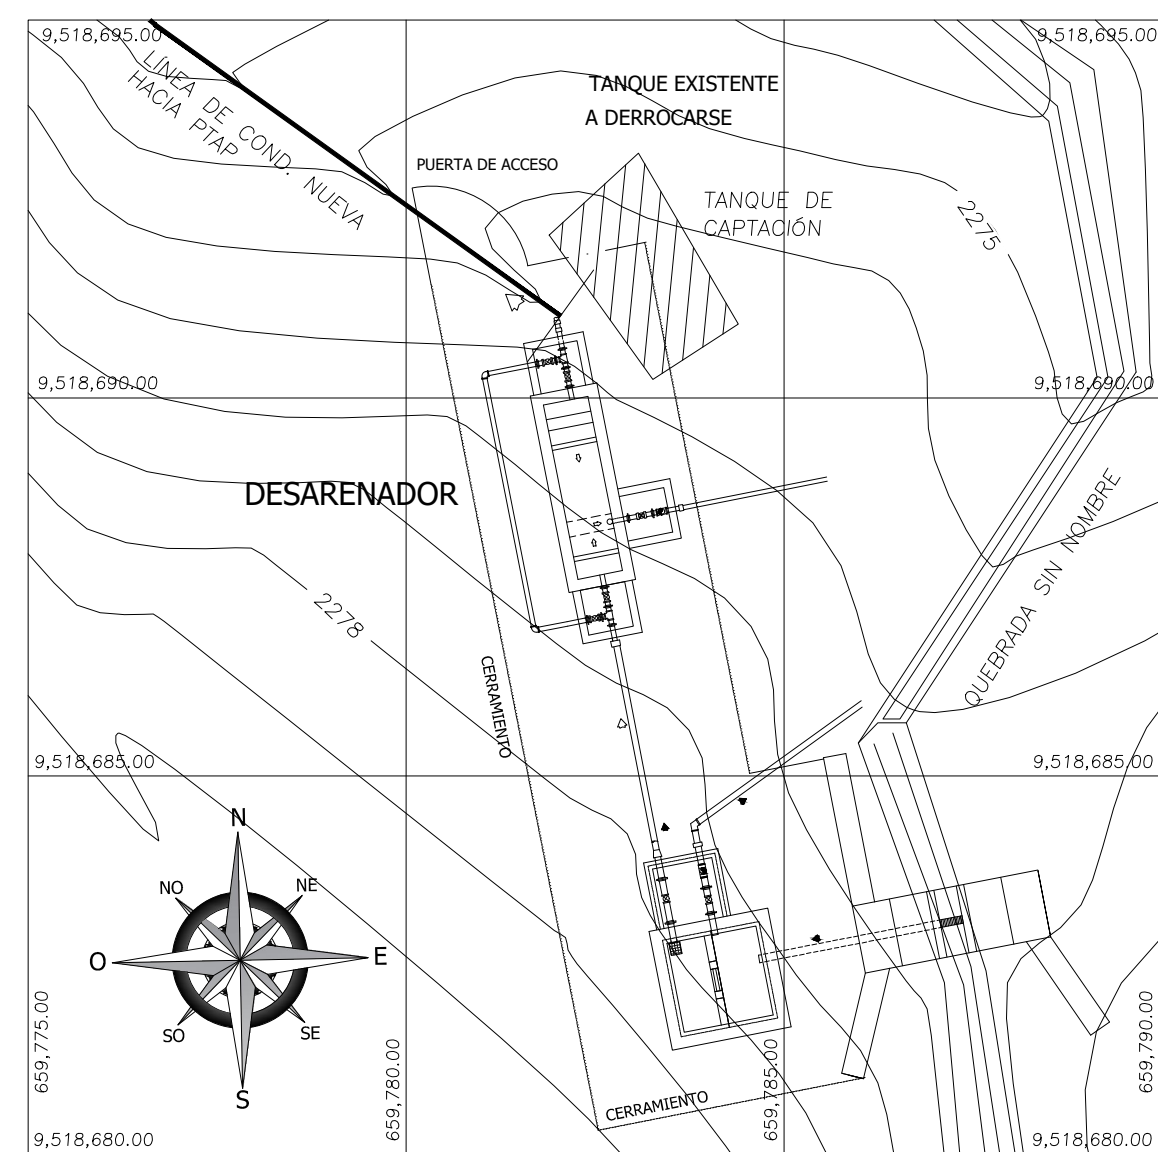 9,518,695.00
9,518,695.00
LÍNEA DE COND. NUEVA
HACIA PTAP
TANQUE EXISTENTE
A DERROCARSE
PUERTA DE ACCESO
TANQUE DE
CAPTACIÓN
2275
9,518,690.00
9,518,690.00
DESARENADOR
QUEBRADA SIN NOMBRE
2278
CERRAMIENTO
9,518,685.00
9,518,685.00
N
NO
NE
O
E
SO
SE
S
659,775.00
659,780.00
659,785.00
659,790.00
CERRAMIENTO
9,518,680.00
9,518,680.00